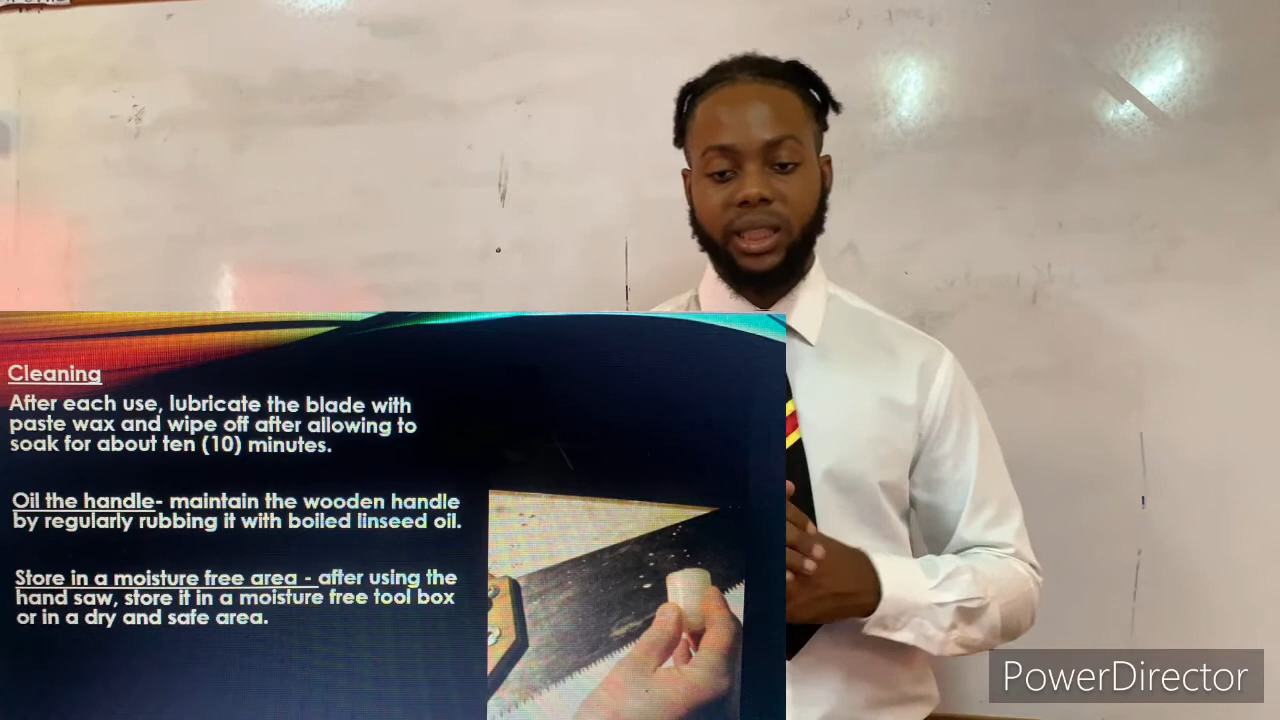 Cleaning
After each use, lubricate the blade with
paste wax and wipe off after allowing to
soak for about ten (10) minutes.
Oil the handle- maintain the wooden handle
by regularly rubbing it with boiled linseed oil.
Store in a moisture free area - after using the
hand saw, store it in a moisture free tool box
or in a dry and safe area.
PowerDirector